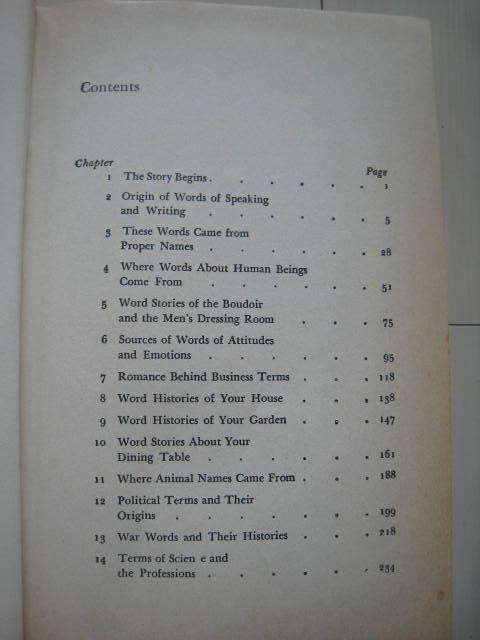 Contents
Chapter Page
1 The Story Begins . . . . . . 1
2 Origin of Words of Speaking
and Writing . . . . . 5
3 These Words Came from
Proper Names . . . . . . 28
4 Where Words About Human Beings
Come From . . . . . . 51
5 Word Stories of the Boudoir
and the Men's Dressing Room . . . 75
6 Sources of Words of Attitudes
and Emotions . . . . . . 95
7 Romance Behind Business Terms . . . 118
8 Word Histories of Your House . . . 138
9 Word Histories of Your Garden . . . 147
10 Word Stories About Your
Dining Table . . . . . . 161
11 Where Animal Names Came From . . . 188
12 Political Terms and Their
Origins . . . . . . . 199
13 War Words and Their Histories . . . 218
14 Terms of Scien e and
the Professions . . . . . . 234